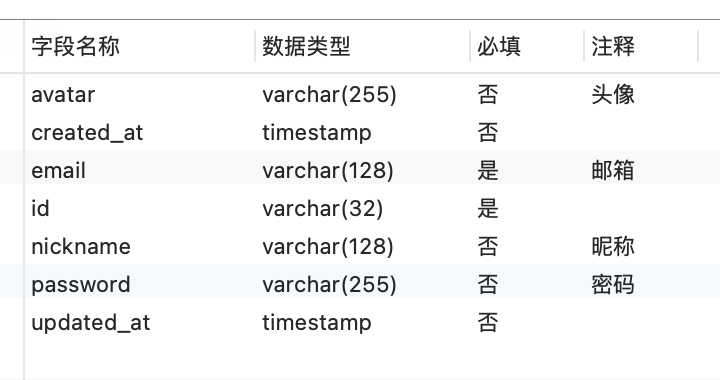 字段名称 数据类型 必填 注释
avatar varchar(255) 否 头像
created_at timestamp 否
email varchar(128) 是 邮箱
id varchar(32) 是
nickname varchar(128) 否 昵称
password varchar(255) 否 密码
updated_at timestamp 否